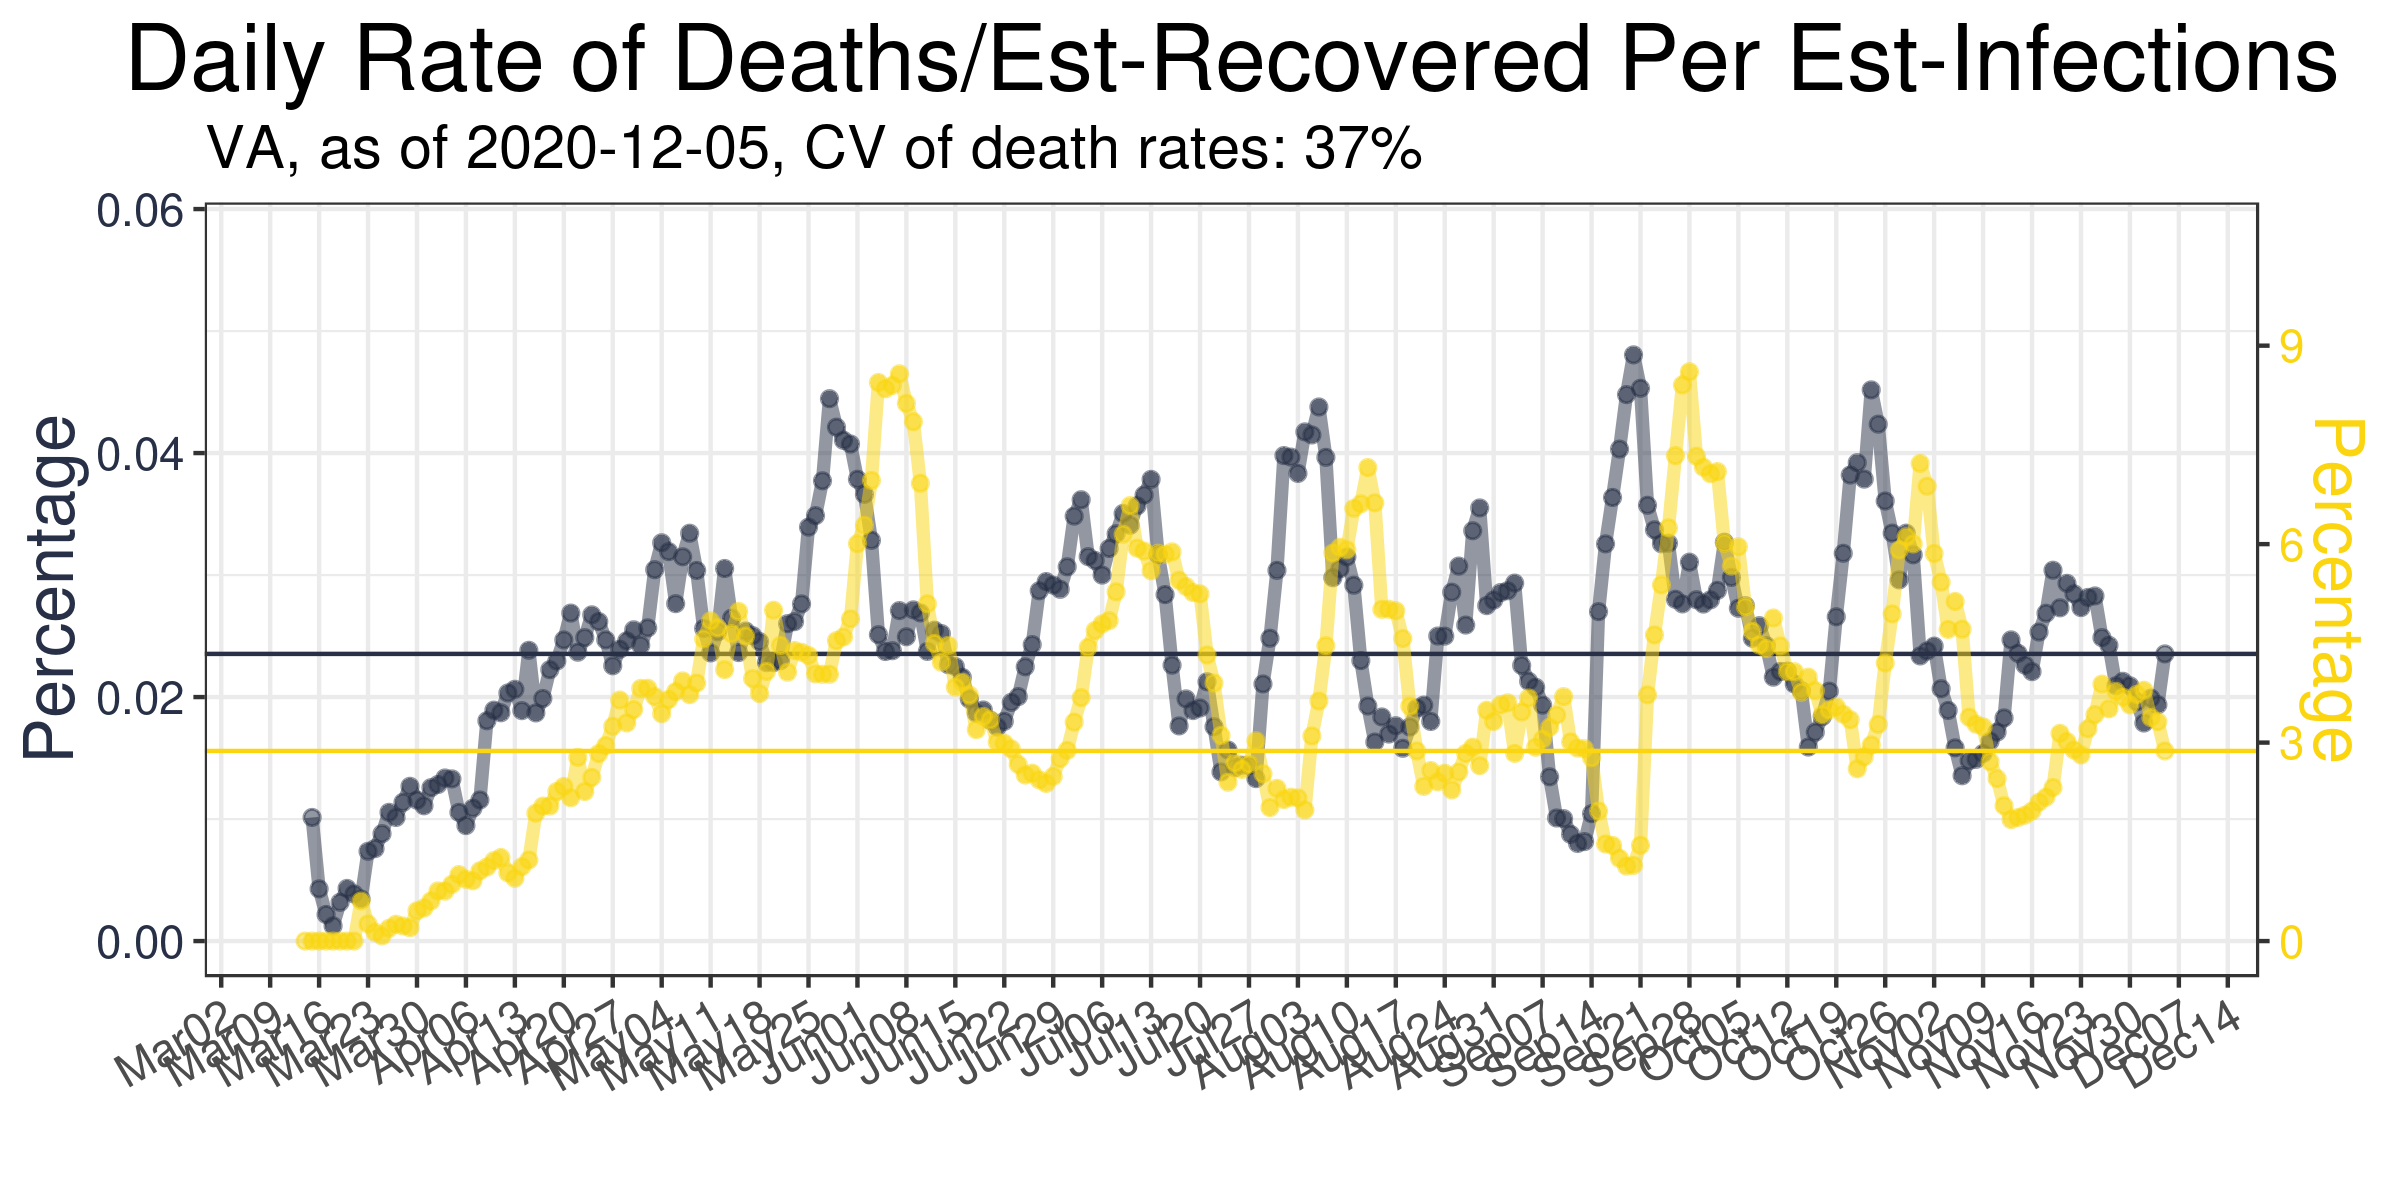 Daily Rate of Deaths/Est-Recovered Per Est-Infections
VA, as of 2020-12-05, CV of death rates: 37%
Percentage
0.06
0.04
0.02
0.00
9
6
3
0
Percentage
Mar02
Mar09
Mar16
Mar23
Mar30
Apr06
Apr13
Apr20
Apr27
May04
May11
May18
May25
Jun01
Jun08
Jun15
Jun22
Jun29
Jul06
Jul13
Jul20
Jul27
Aug03
Aug10
Aug17
Aug24
Aug31
Sep07
Sep14
Sep21
Sep28
Oct05
Oct12
Oct19
Oct26
Nov02
Nov09
Nov16
Nov23
Nov30
Dec07
Dec14